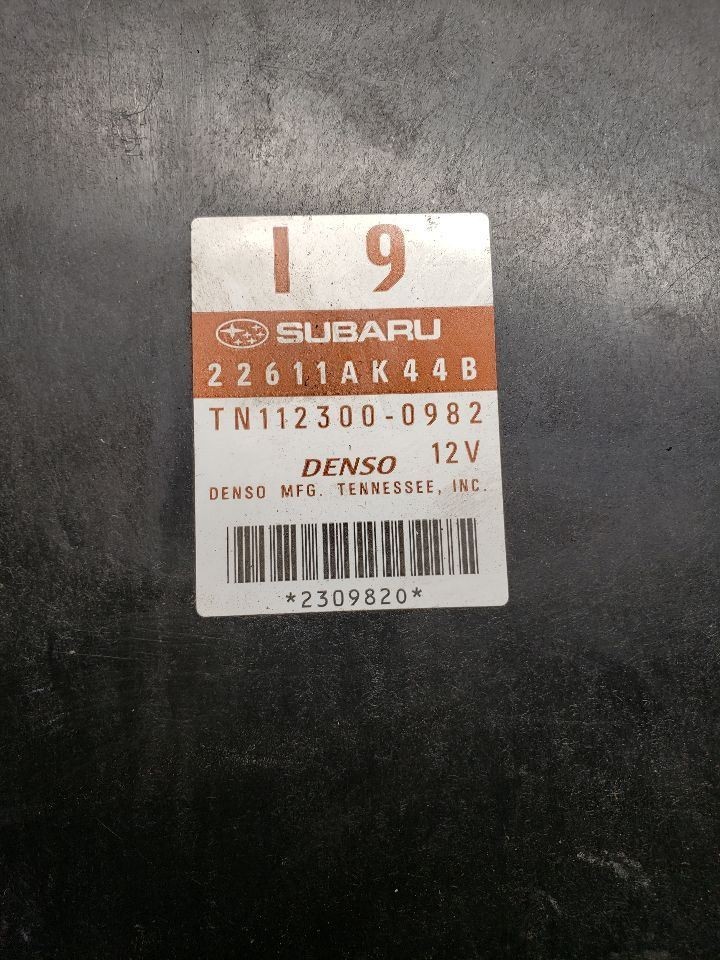 I 9
SUBARU
22611AK44B
TN112300-0982
DENSO 12V
DENSO MFG. TENNESSEE, INC.
*2309820*